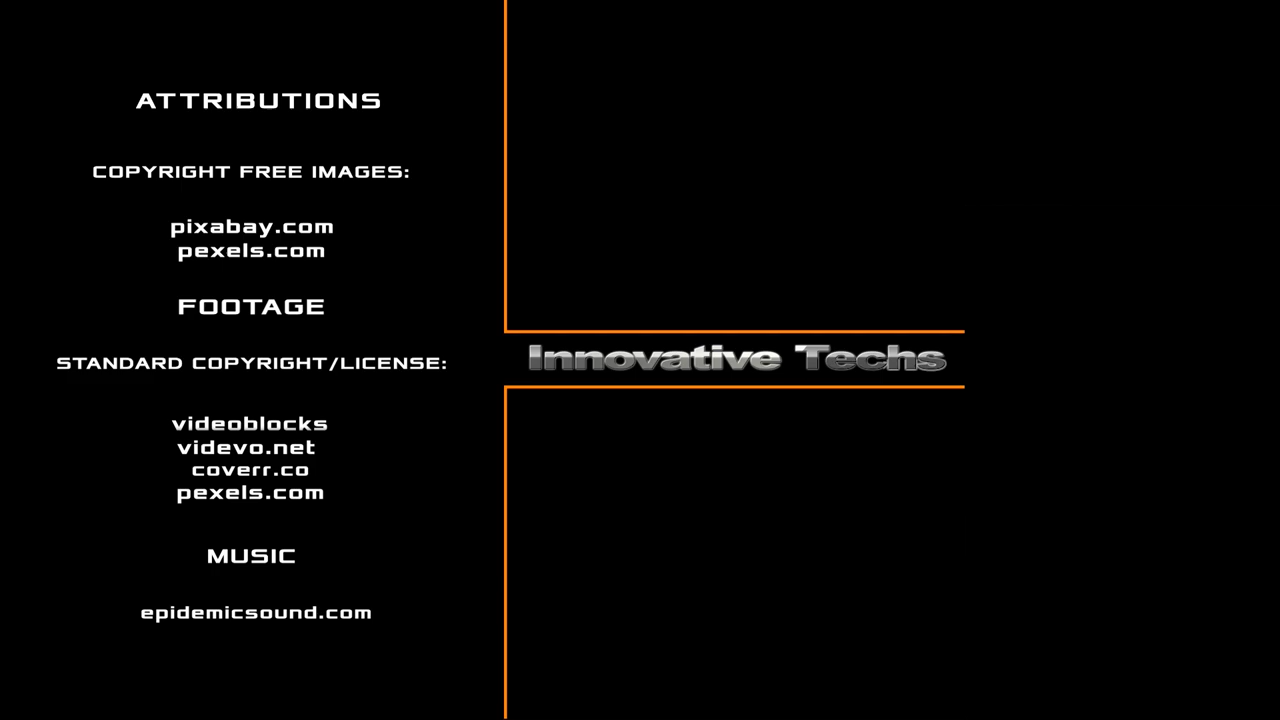 ATTRIBUTIONS
COPYRIGHT FREE IMAGES:
pixabay.com
pexels.com
FOOTAGE
STANDARD COPYRIGHT/LICENSE:
videoblocks
videvo.net
coverr.co
pexels.com
MUSIC
epidemicsound.com
Innovative Techs